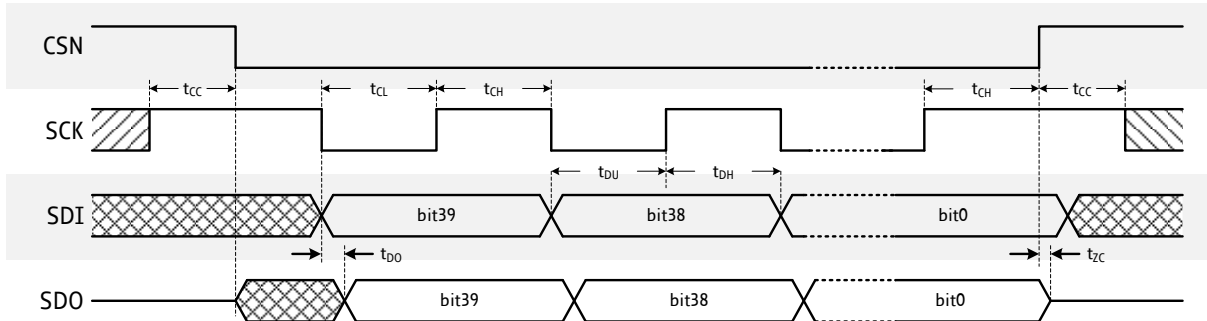 CSN
tCC tCL tCH tCH tCC
SCK
tDU tDH
SDI bit39 bit38 bit0
tDO tZC
SDO bit39 bit38 bit0